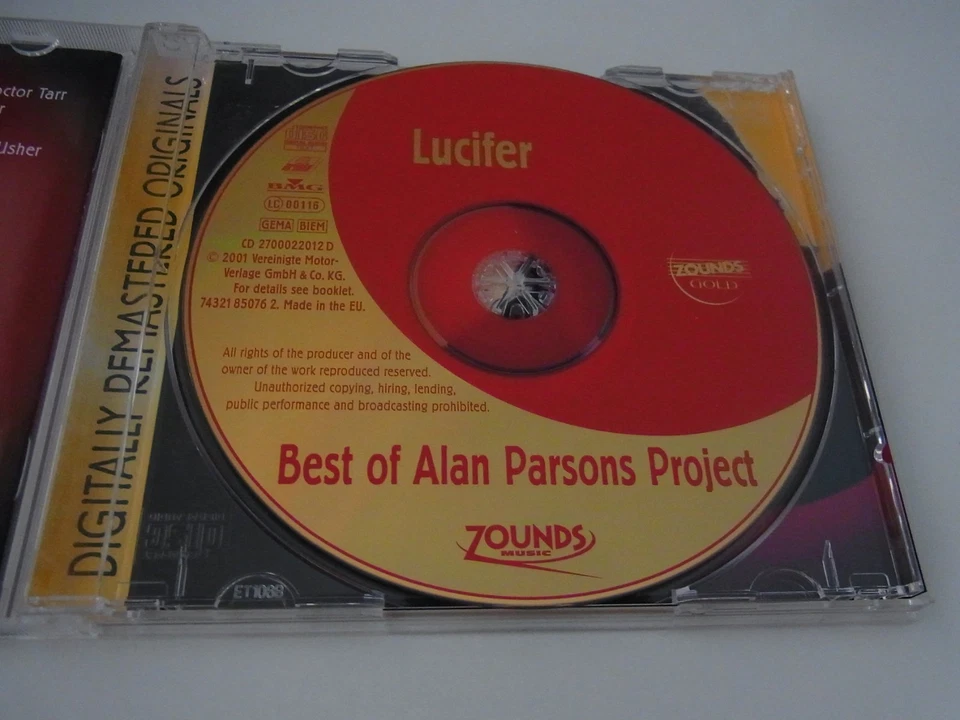 octor Tarr
r
Usher
DIGITALLY REMASTERED ORIGINALS
Lucifer
BMG
LC 00116
GEMA BIEM
CD 2700022012 D
© 2001 Vereinigte Motor-
Verlage GmbH & Co. KG.
For details see booklet.
74321 85076 2. Made in the EU.
ZOUNDS
GOLD
All rights of the producer and of the
owner of the work reproduced reserved.
Unauthorized copying, hiring, lending,
public performance and broadcasting prohibited.
Best of Alan Parsons Project
ZOUNDS
MUSIC